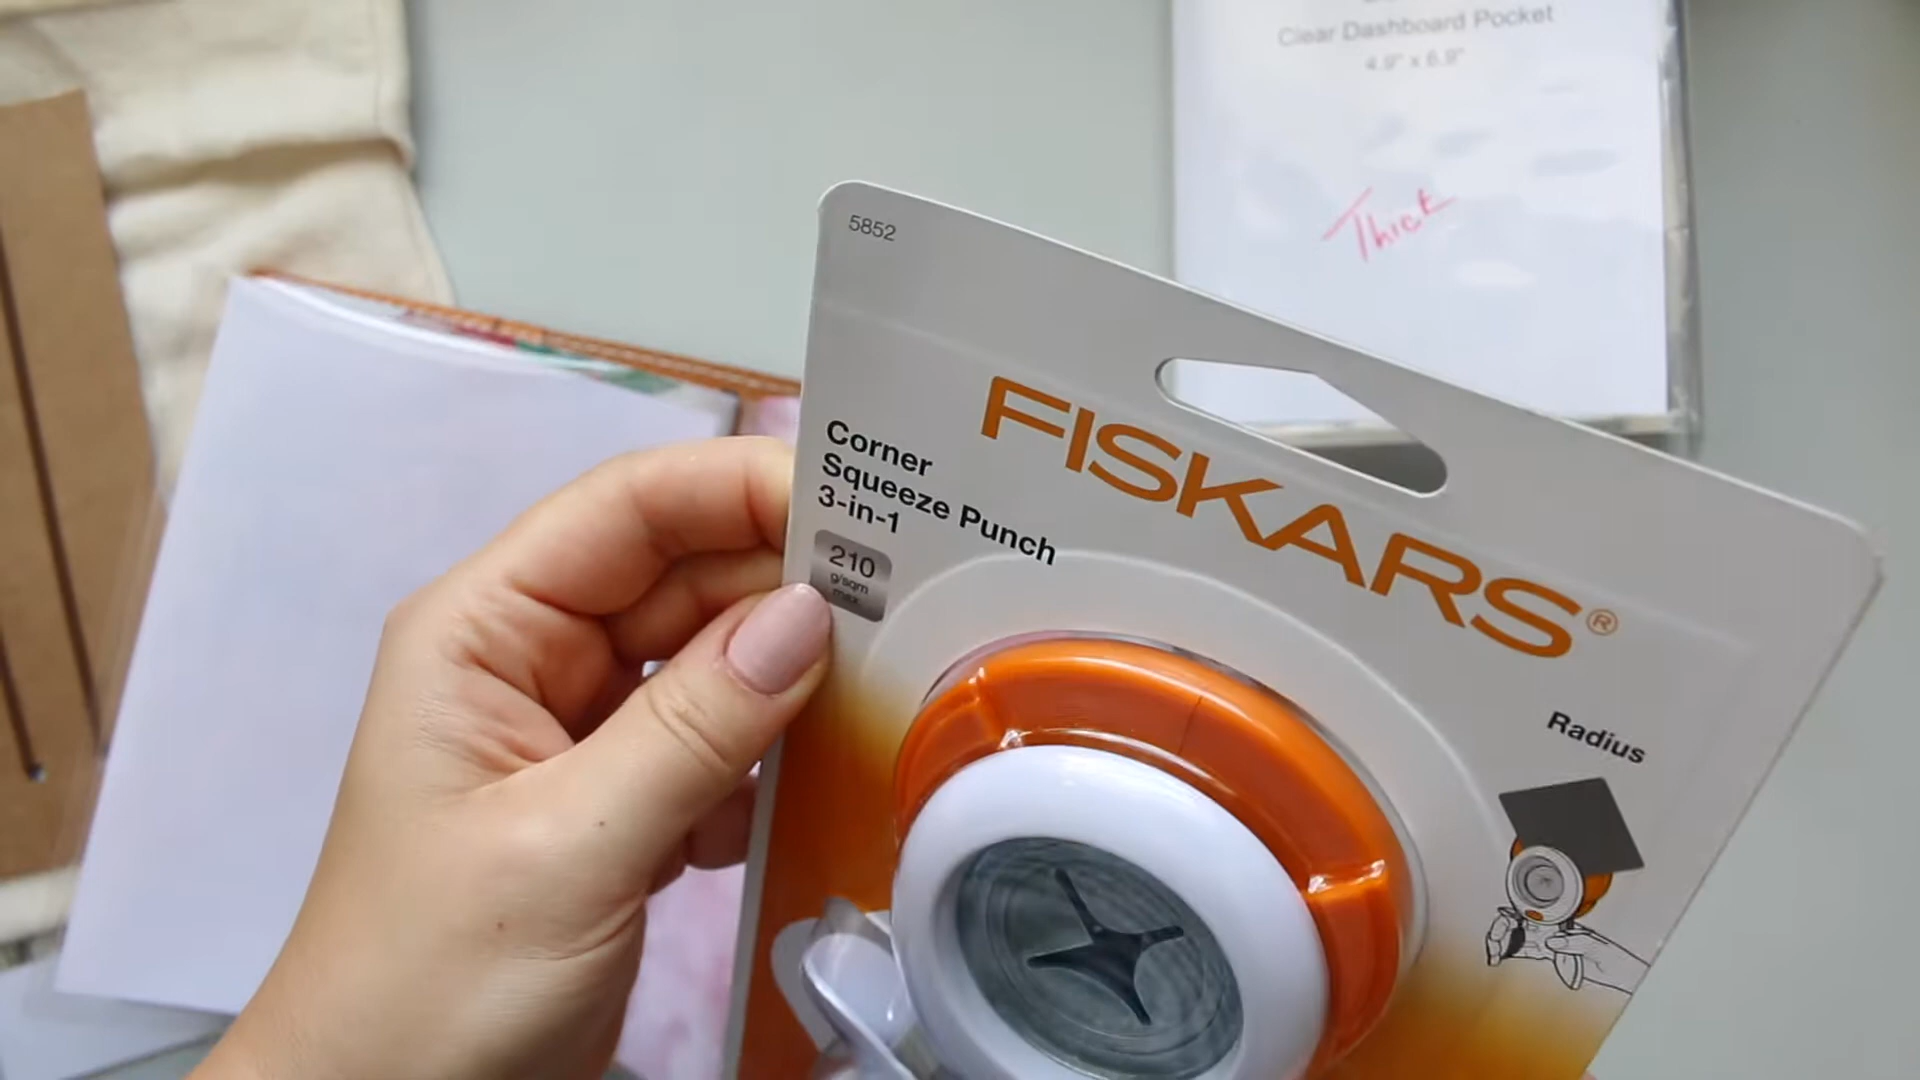 Clear Dashboard Pocket
4.9" x 6.9"
Thick
5852
FISKARS®
Corner
Squeeze Punch
3-in-1
210
g/sqm
max
Radius